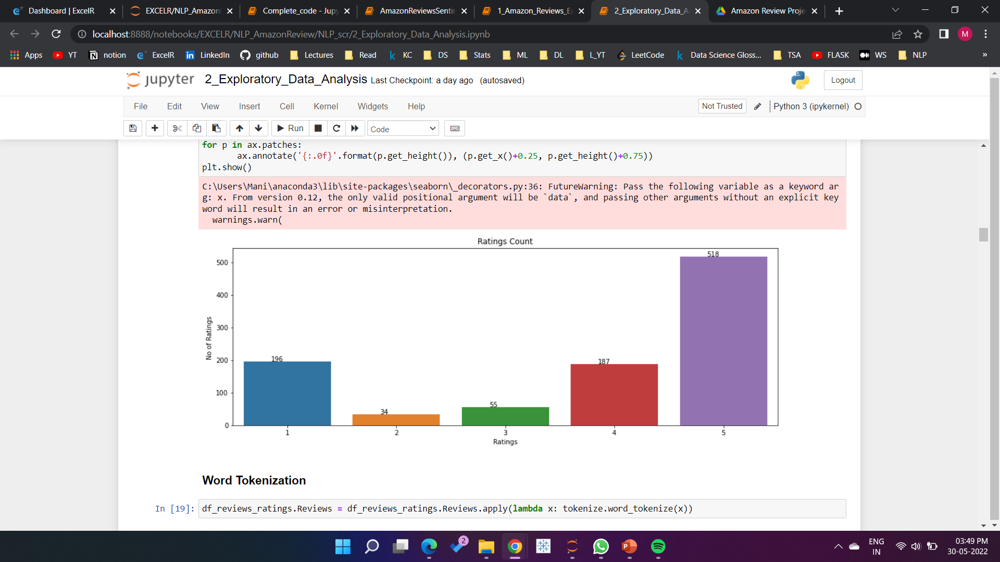 Dashboard | ExcelR
EXCELR/NLP_Amazon
Complete_code - Jupy
AmazonReviewsSentin
1_Amazon_Reviews_E
2_Exploratory_Data_A
Amazon Review Proje
localhost:8888/notebooks/EXCELR/NLP_AmazonReview/NLP_scr/2_Exploratory_Data_Analysis.ipynb
M
Apps YT notion ExcelR LinkedIn github Lectures Read KC DS Stats ML DL L_YT LeetCode Data Science Gloss... TSA FLASK WS NLP »
jupyter 2_Exploratory_Data_Analysis Last Checkpoint: a day ago (autosaved)
Logout
File Edit View Insert Cell Kernel Widgets Help
Not Trusted
Python 3 (ipykernel)
Run
Code
for p in ax.patches:
ax.annotate('{:.0f}'.format(p.get_height()), (p.get_x()+0.25, p.get_height()+0.75))
plt.show()
C:\Users\Mani\anaconda3\lib\site-packages\seaborn\_decorators.py:36: FutureWarning: Pass the following variable as a keyword ar
g: x. From version 0.12, the only valid positional argument will be `data`, and passing other arguments without an explicit key
word will result in an error or misinterpretation.
warnings.warn(
Ratings Count
No of Ratings
500
400
300
200
100
0
196
34
55
187
518
1 2 3 4 5
Ratings
Word Tokenization
In [19]: df_reviews_ratings.Reviews = df_reviews_ratings.Reviews.apply(lambda x: tokenize.word_tokenize(x))
2
ENG
IN
03:49 PM
30-05-2022